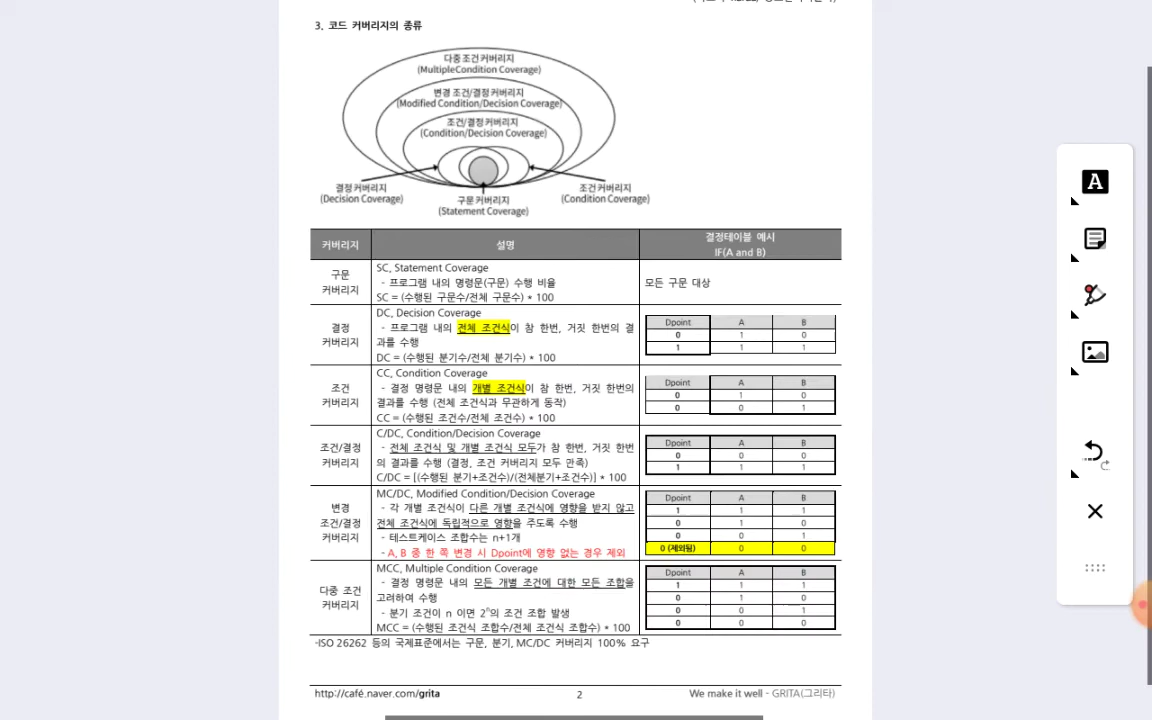 3. 코드 커버리지의 종류
다중 조건 커버리지
(MultipleCondition Coverage)
변경 조건/결정 커버리지
(Modified Condition/Decision Coverage)
조건/결정 커버리지
(Condition/Decision Coverage)
결정 커버리지
(Decision Coverage)
구문 커버리지
(Statement Coverage)
조건 커버리지
(Condition Coverage)
커버리지 설명 결정테이블 예시
IF(A and B)
구문
커버리지
SC, Statement Coverage
- 프로그램 내의 명령문(구문) 수행 비율
SC = (수행된 구문수/전체 구문수) * 100
모든 구문 대상
결정
커버리지
DC, Decision Coverage
- 프로그램 내의 전체 조건식이 참 한번, 거짓 한번의 결
과를 수행
DC = (수행된 분기수/전체 분기수) * 100
Dpoint A B
0 1 0
1 1 1
조건
커버리지
CC, Condition Coverage
- 결정 명령문 내의 개별 조건식이 참 한번, 거짓 한번의
결과를 수행 (전체 조건식과 무관하게 동작)
CC = (수행된 조건수/전체 조건수) * 100
Dpoint A B
0 1 0
0 0 1
조건/결정
커버리지
C/DC, Condition/Decision Coverage
- 전체 조건식 및 개별 조건식 모두가 참 한번, 거짓 한번
의 결과를 수행 (결정, 조건 커버리지 모두 만족)
C/DC = [(수행된 분기+조건수)/(전체분기+조건수)] * 100
Dpoint A B
0 0 0
1 1 1
변경
조건/결정
커버리지
MC/DC, Modified Condition/Decision Coverage
- 각 개별 조건식이 다른 개별 조건식에 영향을 받지 않고
전체 조건식에 독립적으로 영향을 주도록 수행
- 테스트케이스 조합수는 n+1개
- A, B 중 한 쪽 변경 시 Dpoint에 영향 없는 경우 제외
Dpoint A B
1 1 1
0 1 0
0 0 1
0 (제외됨) 0 0
다중 조건
커버리지
MCC, Multiple Condition Coverage
- 결정 명령문 내의 모든 개별 조건에 대한 모든 조합을
고려하여 수행
- 분기 조건이 n 이면 2ⁿ의 조건 조합 발생
MCC = (수행된 조건식 조합수/전체 조건식 조합수) * 100
Dpoint A B
1 1 1
0 1 0
0 0 1
0 0 0
-ISO 26262 등의 국제표준에서는 구문, 분기, MC/DC 커버리지 100% 요구
http://café.naver.com/grita 2 We make it well - GRITA(그리타)
A